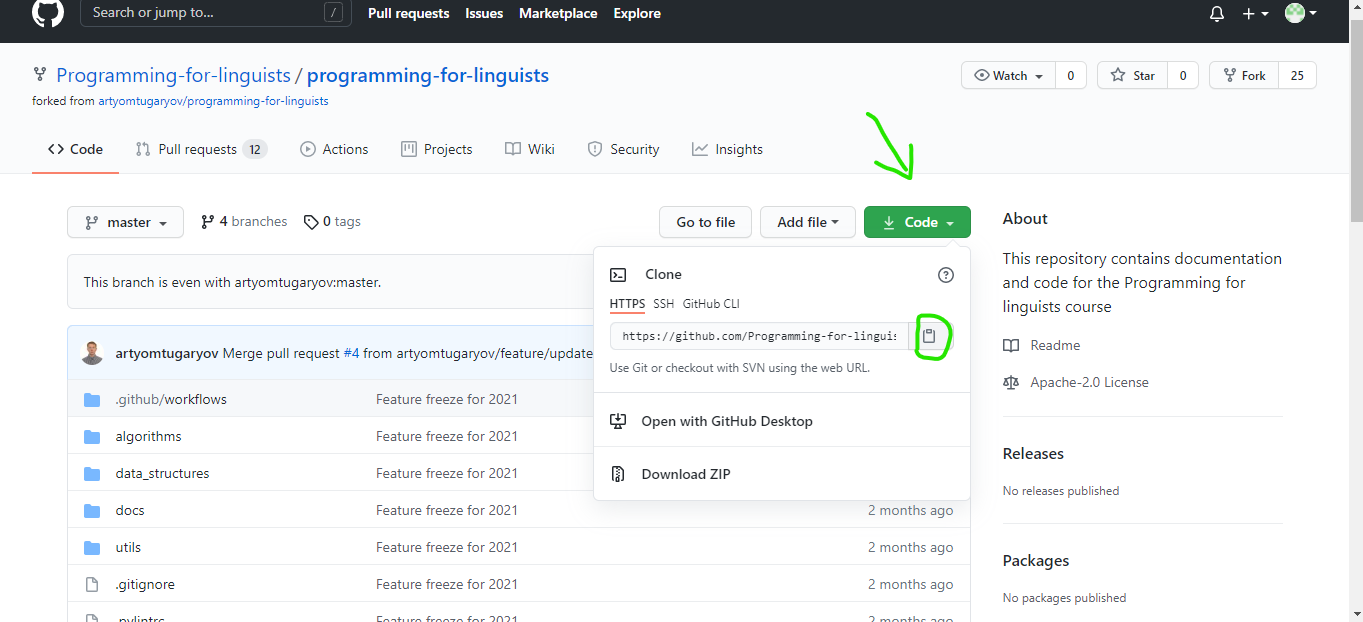 Search or jump to... /
Pull requests Issues Marketplace Explore
Programming-for-linguists / programming-for-linguists
forked from artyomtugaryov/programming-for-linguists
Watch 0 Star 0 Fork 25
Code Pull requests 12 Actions Projects Wiki Security Insights
master 4 branches 0 tags Go to file Add file Code
This branch is even with artyomtugaryov:master.
Clone
HTTPS SSH GitHub CLI
https://github.com/Programming-for-linguis
Use Git or checkout with SVN using the web URL.
Open with GitHub Desktop
Download ZIP
artyomtugaryov Merge pull request #4 from artyomtugaryov/feature/update
.github/workflows Feature freeze for 2021
algorithms Feature freeze for 2021
data_structures Feature freeze for 2021
docs Feature freeze for 2021 2 months ago
utils Feature freeze for 2021 2 months ago
.gitignore Feature freeze for 2021 2 months ago
.pylintrc Feature freeze for 2021 2 months ago
About
This repository contains documentation
and code for the Programming for
linguists course
Readme
Apache-2.0 License
Releases
No releases published
Packages
No packages published